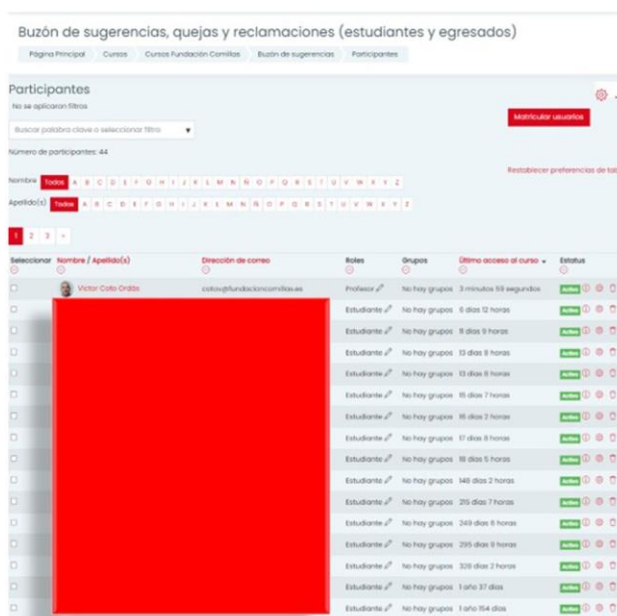 Buzón de sugerencias, quejas y reclamaciones (estudiantes y egresados)
Página Principal Cursos Cursos Fundación Comillas Buzón de sugerencias Participantes
Participantes
No se aplicaron filtros
Matricular usuarios
Buscar palabra clave o seleccionar filtro ▼
Número de participantes: 44
Restablecer preferencias de
Nombre Todos A B C D E F G H I J K L M N Ñ O P Q R S T U V W X Y Z
Apellido(s) Todos A B C D E F G H I J K L M N Ñ O P Q R S T U V W X Y Z
1 2 3 »
Seleccionar Nombre / Apellido(s) Dirección de correo Roles Grupos Último acceso al curso Estatus
Víctor Coto Ordás cotov@fundacioncomillas.es Profesor No hay grupos 3 minutos 59 segundos Activo
Estudiante No hay grupos 6 días 12 horas Activo
Estudiante No hay grupos 11 días 9 horas Activo
Estudiante No hay grupos 13 días 8 horas Activo
Estudiante No hay grupos 13 días 8 horas Activo
Estudiante No hay grupos 15 días 7 horas Activo
Estudiante No hay grupos 16 días 2 horas Activo
Estudiante No hay grupos 17 días 8 horas Activo
Estudiante No hay grupos 18 días 5 horas Activo
Estudiante No hay grupos 148 días 2 horas Activo
Estudiante No hay grupos 215 días 7 horas Activo
Estudiante No hay grupos 249 días 6 horas Activo
Estudiante No hay grupos 295 días 9 horas Activo
Estudiante No hay grupos 328 días 2 horas Activo
Estudiante No hay grupos 1 año 37 días Activo
Estudiante No hay grupos 1 año 154 días Activo